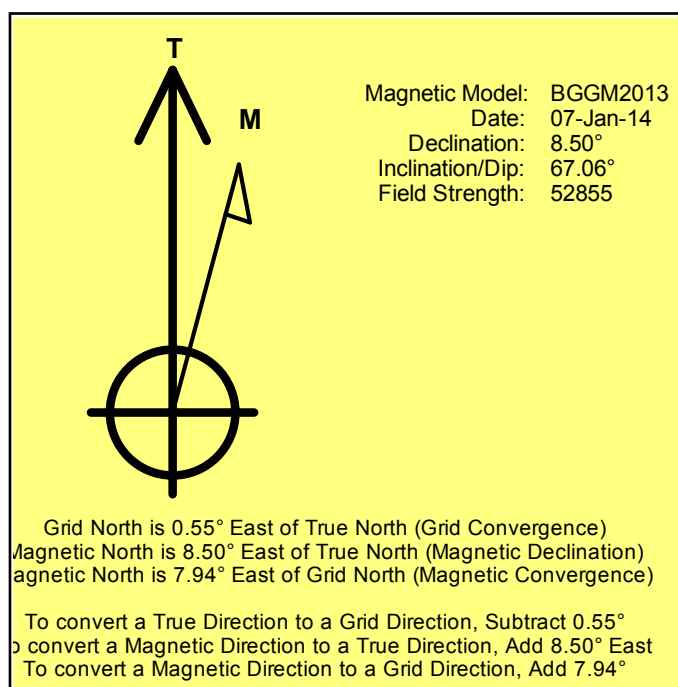 T
M
Magnetic Model: BGGM2013
Date: 07-Jan-14
Declination: 8.50°
Inclination/Dip: 67.06°
Field Strength: 52855
Grid North is 0.55° East of True North (Grid Convergence)
Magnetic North is 8.50° East of True North (Magnetic Declination)
agnetic North is 7.94° East of Grid North (Magnetic Convergence)
To convert a True Direction to a Grid Direction, Subtract 0.55°
o convert a Magnetic Direction to a True Direction, Add 8.50° East
To convert a Magnetic Direction to a Grid Direction, Add 7.94°